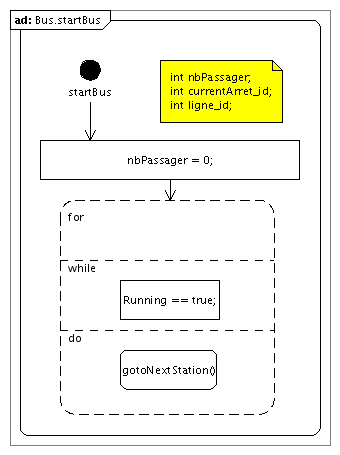 ad: Bus.startBus
startBus
int nbPassager;
int currentArret_id;
int ligne_id;
nbPassager = 0;
for
while
Running == true;
do
gotoNextStation()